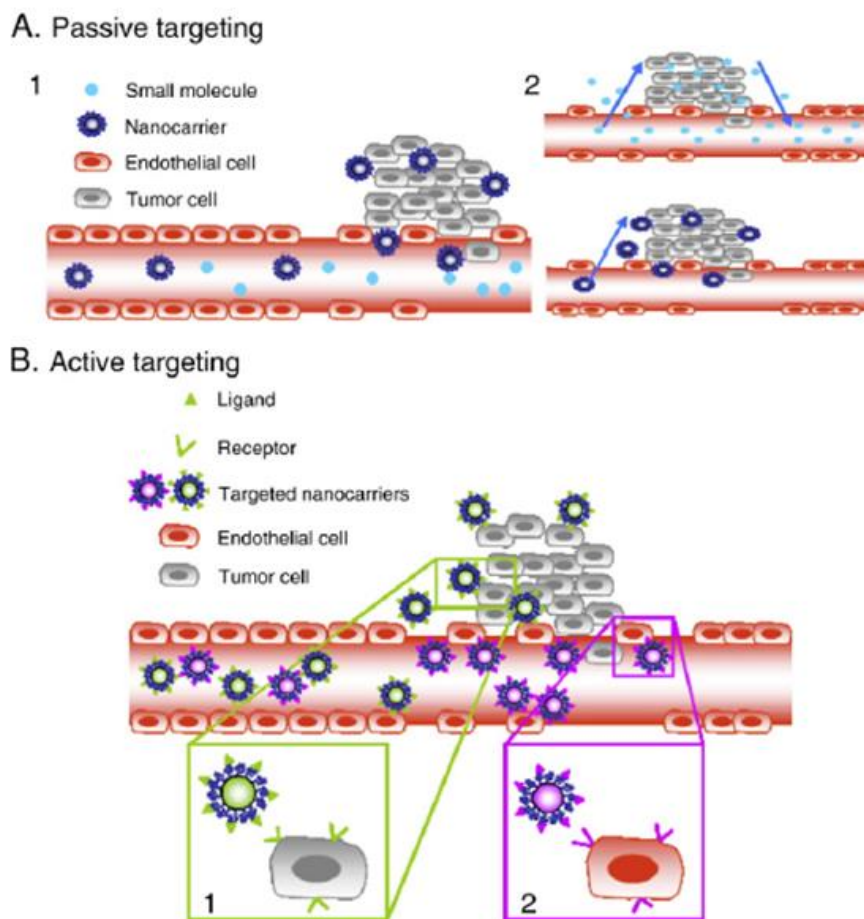 A. Passive targeting
1
Small molecule
Nanocarrier
Endothelial cell
Tumor cell
2
B. Active targeting
Ligand
Receptor
Targeted nanocarriers
Endothelial cell
Tumor cell
1
2